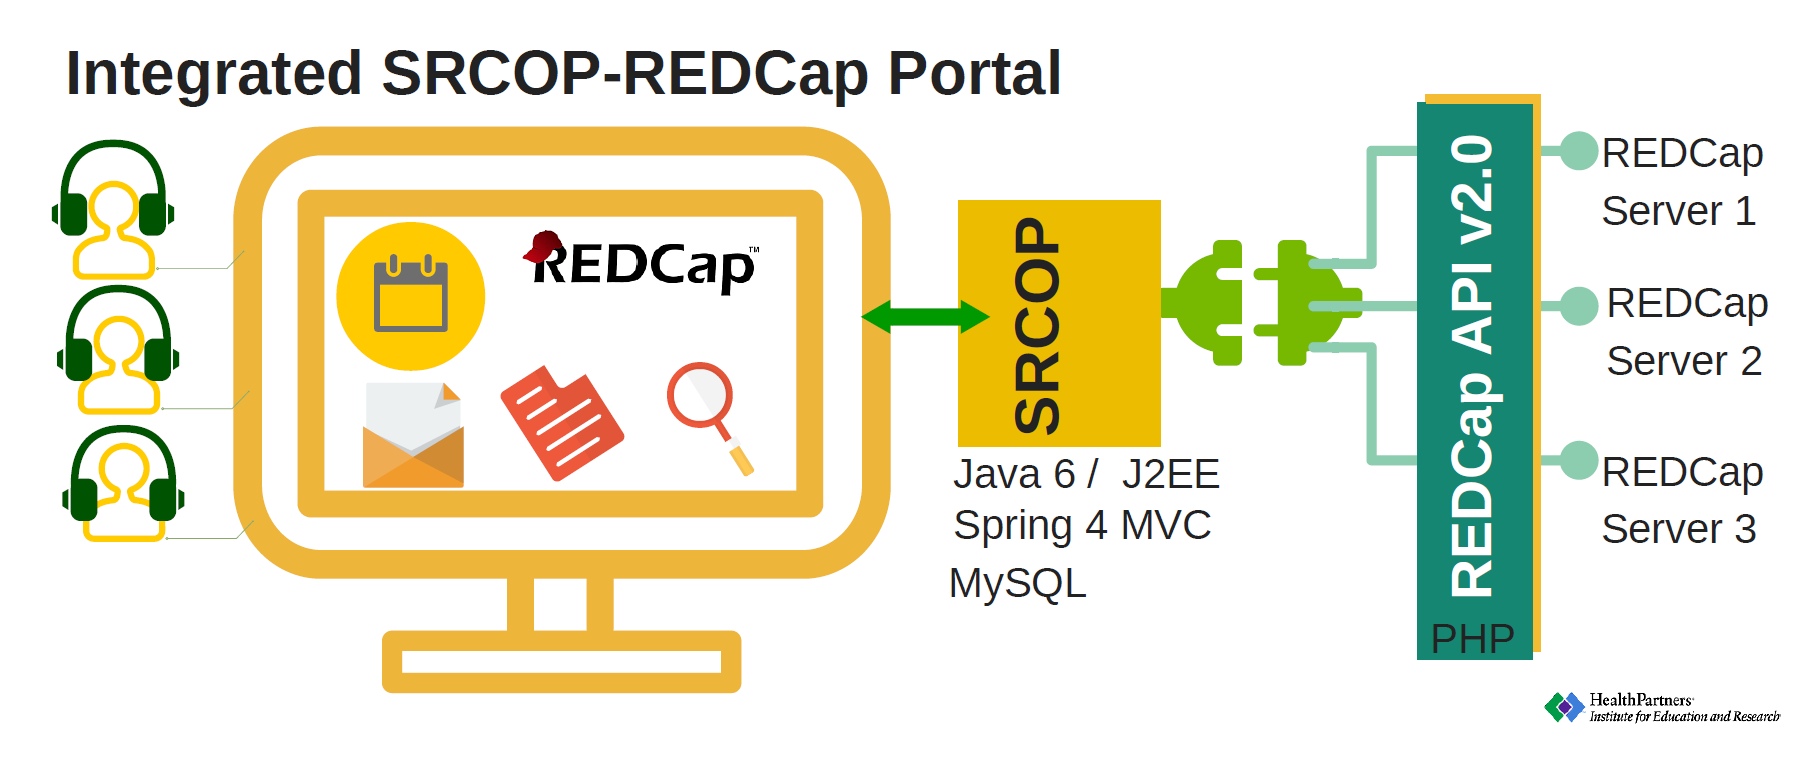 Integrated SRCOP-REDCap Portal
REDCap™
SRCOP
Java 6 / J2EE
Spring 4 MVC
MySQL
REDCap API v2.0
PHP
REDCap
Server 1
REDCap
Server 2
REDCap
Server 3
HealthPartners
Institute for Education and Research